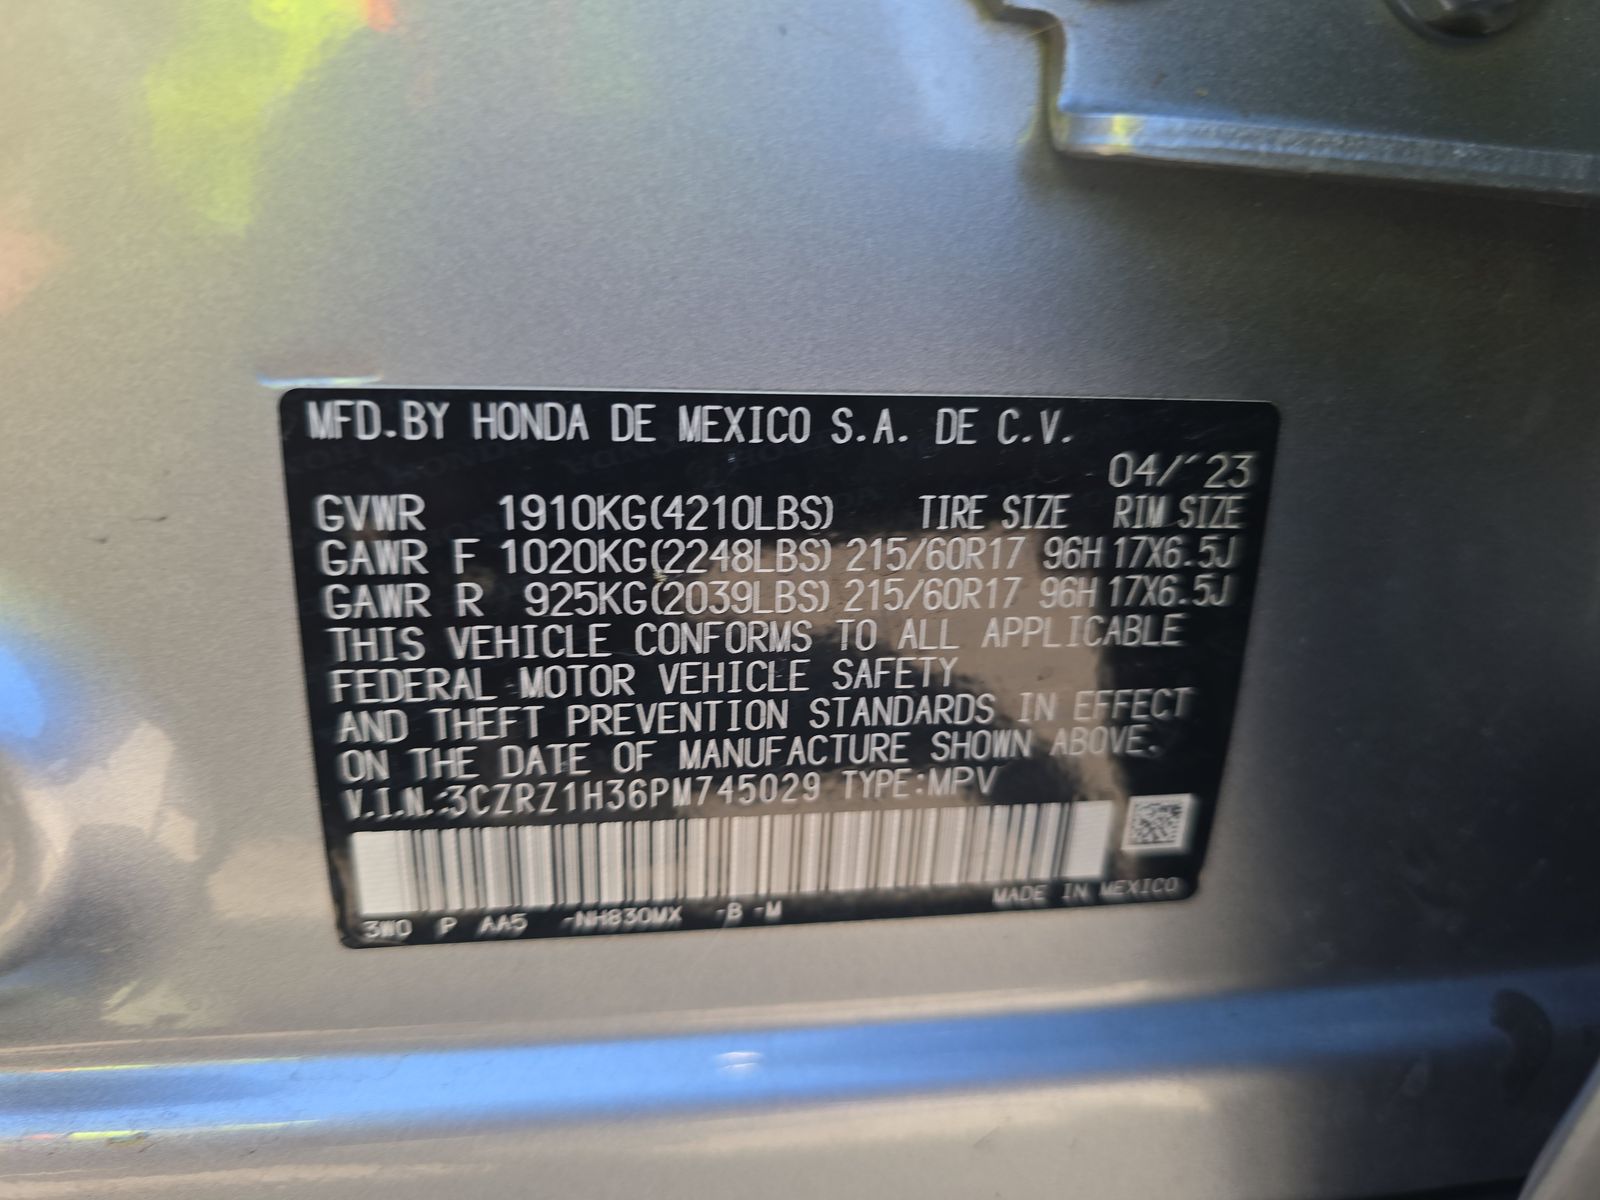 MFD.BY HONDA DE MEXICO S.A. DE C.V.
04/´23
GVWR 1910KG(4210LBS) TIRE SIZE RIM SIZE
GAWR F 1020KG(2248LBS) 215/60R17 96H 17X6.5J
GAWR R 925KG(2039LBS) 215/60R17 96H 17X6.5J
THIS VEHICLE CONFORMS TO ALL APPLICABLE
FEDERAL MOTOR VEHICLE SAFETY
AND THEFT PREVENTION STANDARDS IN EFFECT
ON THE DATE OF MANUFACTURE SHOWN ABOVE.
V.I.N.:3CZRZ1H36PM745029 TYPE:MPV
MADE IN MEXICO
3W0 P AA5 -NH830MX -B -M